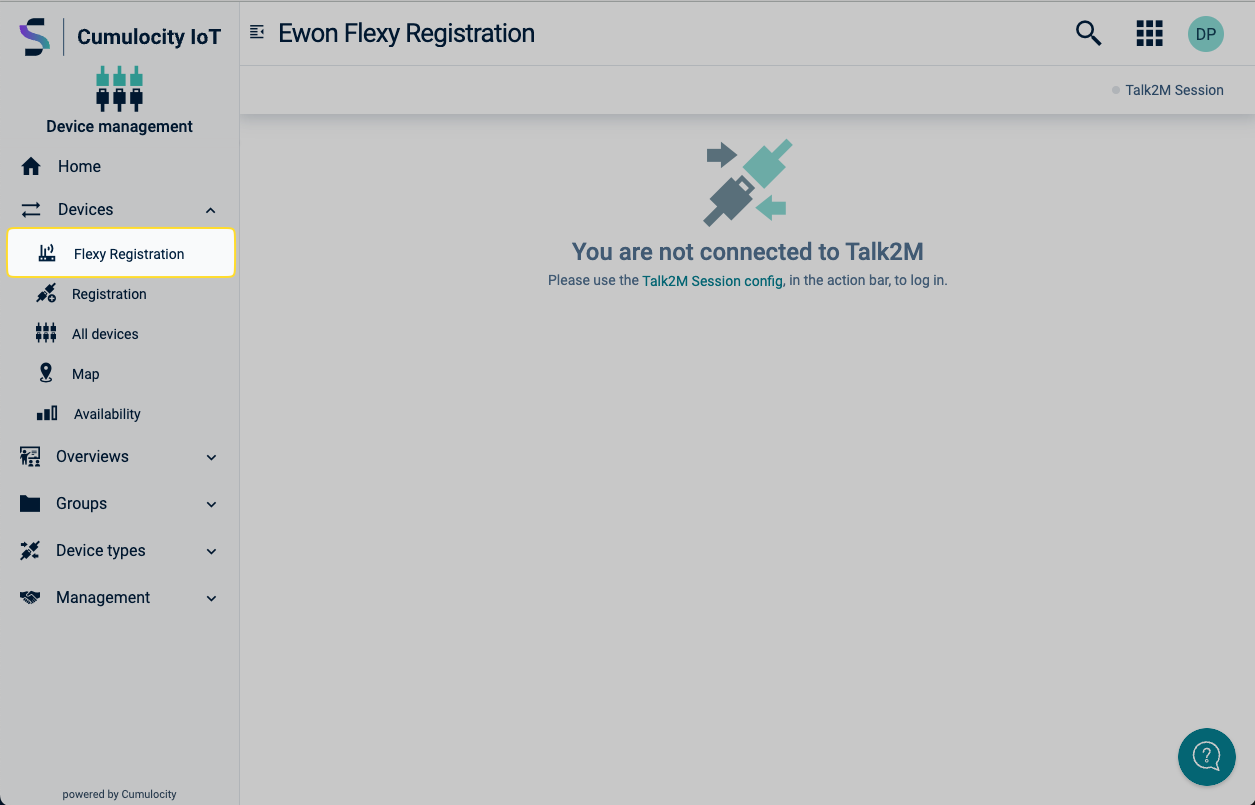 Cumulocity IoT
Device management
Home
Devices
Flexy Registration
Registration
All devices
Map
Availability
Overviews
Groups
Device types
Management
powered by Cumulocity
Ewon Flexy Registration
DP
Talk2M Session
You are not connected to Talk2M
Please use the Talk2M Session config, in the action bar, to log in.
?